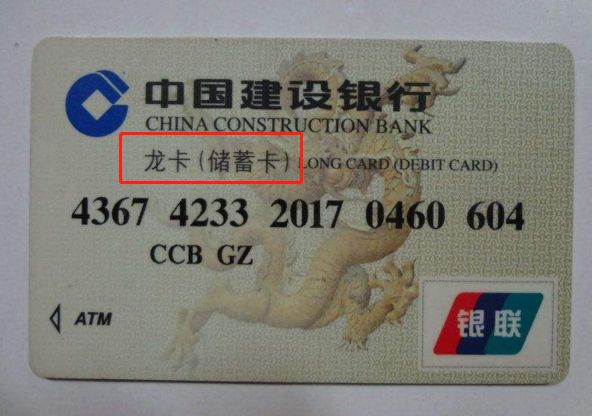 中国建设银行
CHINA CONSTRUCTION BANK
龙卡(储蓄卡) LONG CARD (DEBIT CARD)
4367 4233 2017 0460 604
CCB GZ
ATM
银联